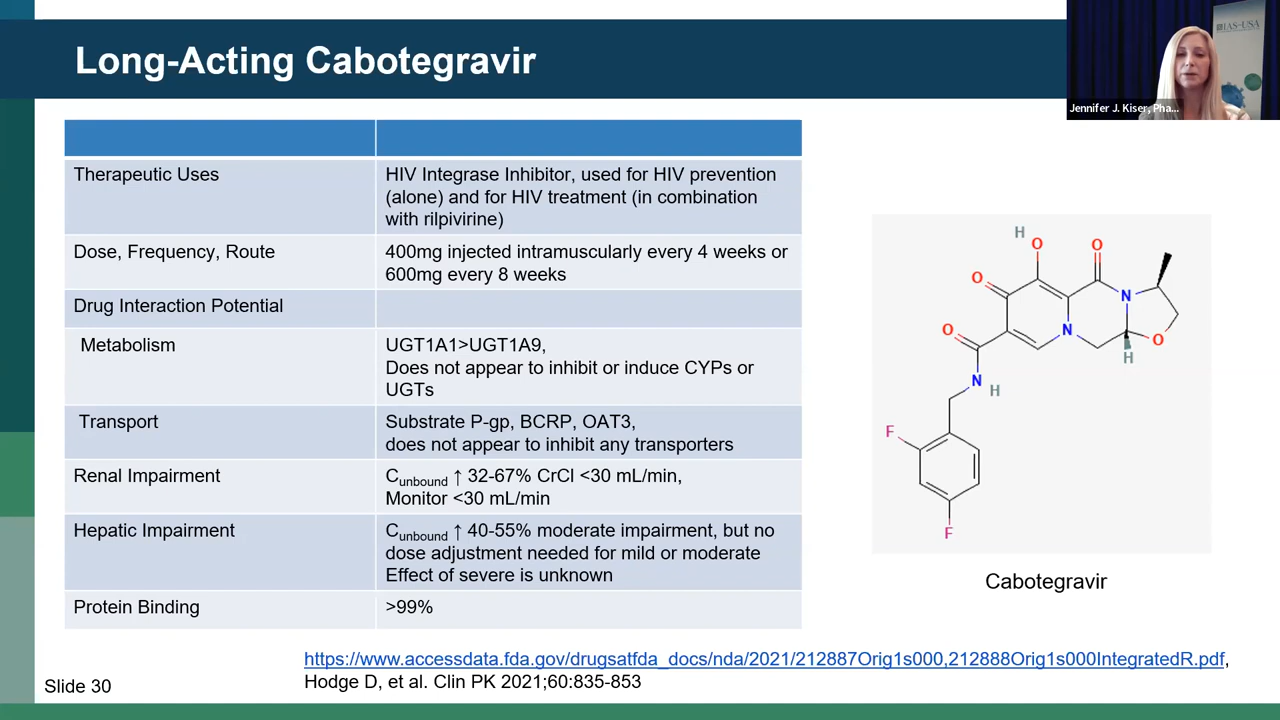 Long-Acting Cabotegravir
IAS-USA
Jennifer J. Kiser, Pha...
Therapeutic Uses
HIV Integrase Inhibitor, used for HIV prevention
(alone) and for HIV treatment (in combination
with rilpivirine)
Dose, Frequency, Route
400mg injected intramuscularly every 4 weeks or
600mg every 8 weeks
Drug Interaction Potential
Metabolism
UGT1A1>UGT1A9,
Does not appear to inhibit or induce CYPs or
UGTs
Transport
Substrate P-gp, BCRP, OAT3,
does not appear to inhibit any transporters
Renal Impairment
Cunbound ↑ 32-67% CrCl <30 mL/min,
Monitor <30 mL/min
Hepatic Impairment
Cunbound ↑ 40-55% moderate impairment, but no
dose adjustment needed for mild or moderate
Effect of severe is unknown
Protein Binding
>99%
H
O
O
O
N
O
N
O
H
N
H
F
F
Cabotegravir
https://www.accessdata.fda.gov/drugsatfda_docs/nda/2021/212887Orig1s000,212888Orig1s000IntegratedR.pdf,
Hodge D, et al. Clin PK 2021;60:835-853
Slide 30